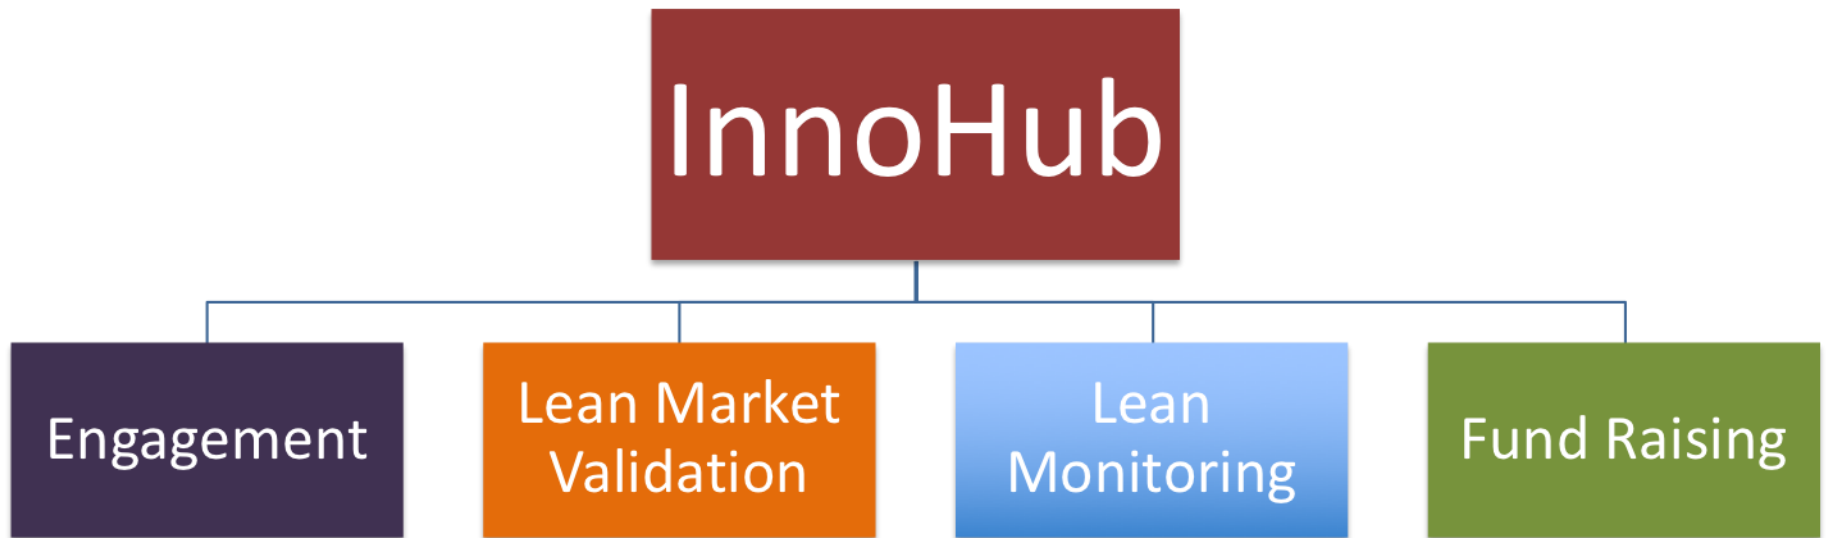 InnoHub
Engagement
Lean Market
Validation
Lean
Monitoring
Fund Raising